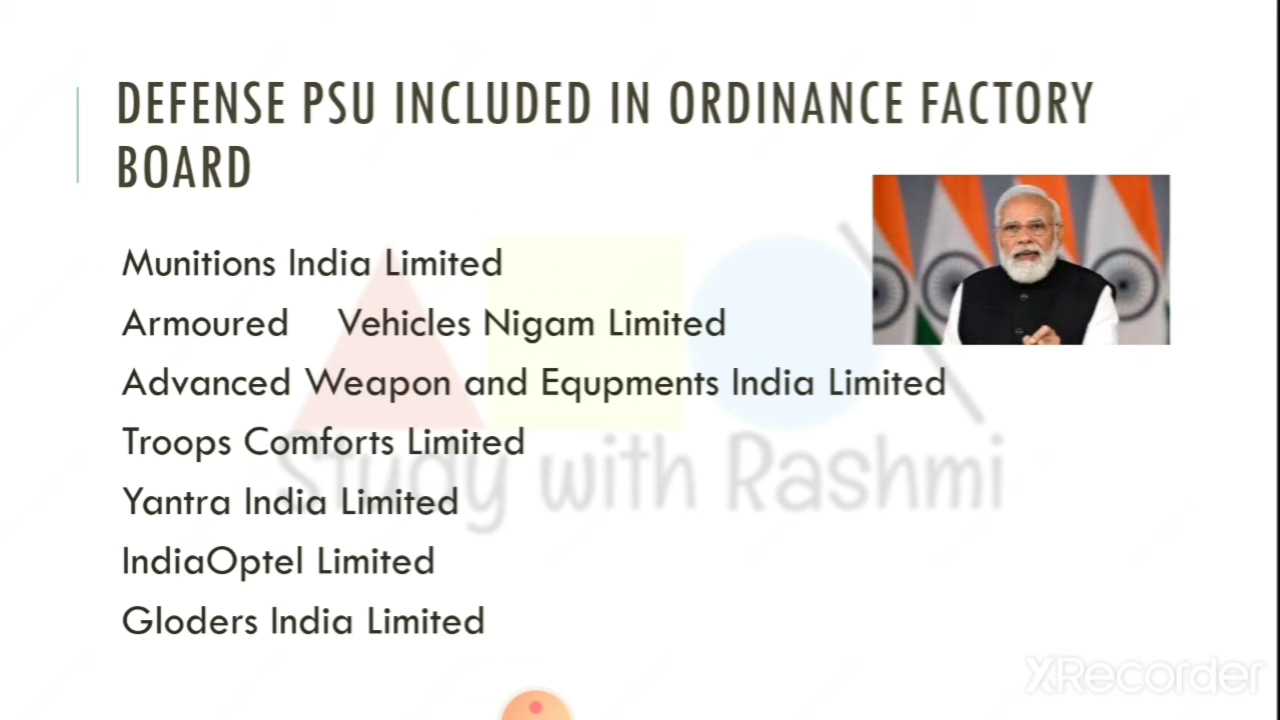 DEFENSE PSU INCLUDED IN ORDINANCE FACTORY
BOARD
Munitions India Limited
Armoured Vehicles Nigam Limited
Advanced Weapon and Equpments India Limited
Troops Comforts Limited
Yantra India Limited
IndiaOptel Limited
Gloders India Limited
Study with Rashmi
XRecorder